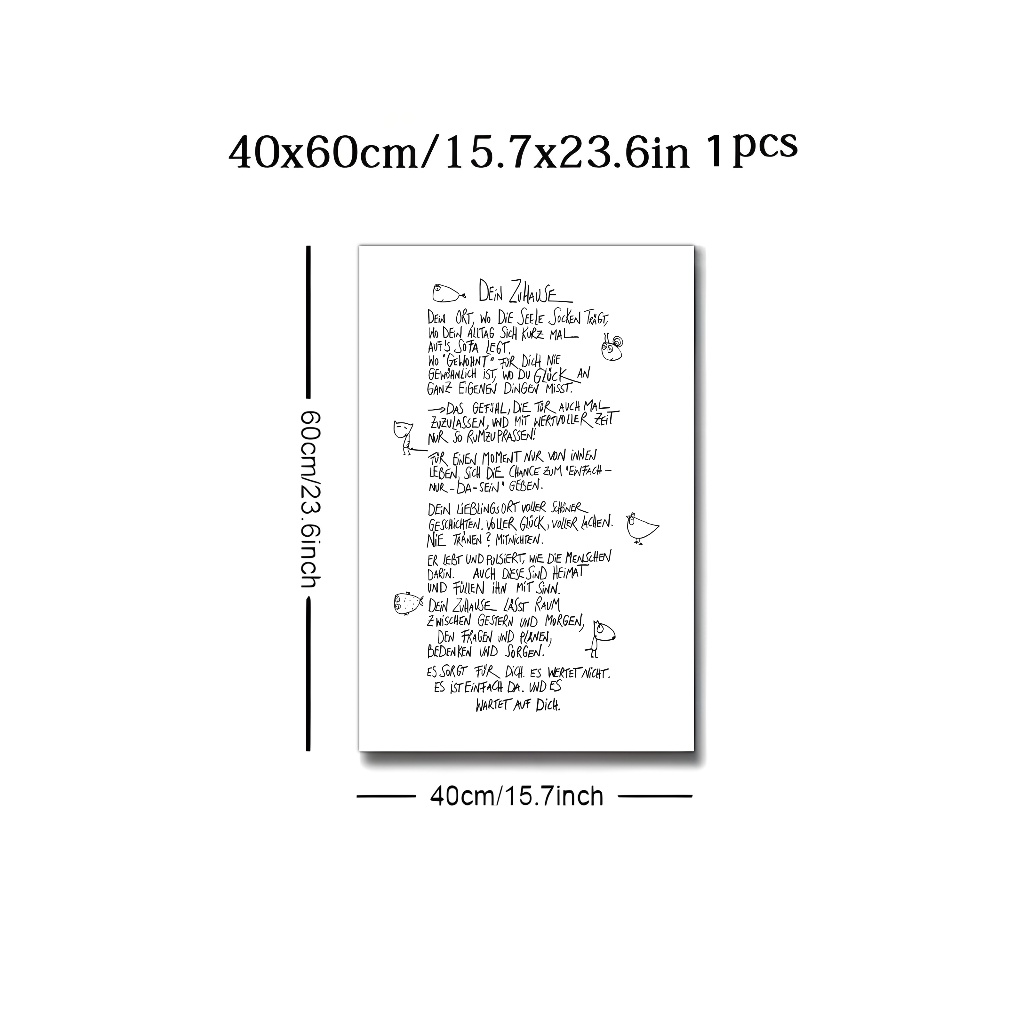 40x60cm/15.7x23.6in 1pcs
60cm/23.6inch
DEIN ZUHAUSE
DEIN ORT, WO DIE SEELE SOCKEN TRÄGT,
WO DEIN ALLTAG SICH KURZ MAL
AUF'S SOFA LEGT.
WO "GEWOHNT" FÜR DICH NIE
GEWÖHNLICH IST, WO DU GLÜCK AN
GANZ EIGENEN DINGEN MISST.
→DAS GEFÜHL, DIE TÜR AUCH MAL
ZUZULASSEN, UND MIT WERTVOLLER ZEIT
NUR SO RUMZUPRASSEN!
FÜR EINEN MOMENT NUR VON INNEN
LEBEN, SICH DIE CHANCE ZUM "EINFACH-
NUR-DA-SEIN" GEBEN.
DEIN LIEBLINGSORT VOLLER SCHÖNER
GESCHICHTEN. VOLLER GLÜCK, VOLLER LACHEN.
NIE TRÄNEN? MITNICHTEN.
ER LEBT UND PULSIERT, WIE DIE MENSCHEN
DARIN. AUCH DIESE SIND HEIMAT
UND FÜLLEN IHN MIT SINN.
DEIN ZUHAUSE LÄSST RAUM
ZWISCHEN GESTERN UND MORGEN,
DEN FRAGEN UND PLÄNEN,
BEDENKEN UND SORGEN.
ES SORGT FÜR DICH. ES WERTET NICHT.
ES IST EINFACH DA. UND ES
WARTET AUF DICH.
40cm/15.7inch